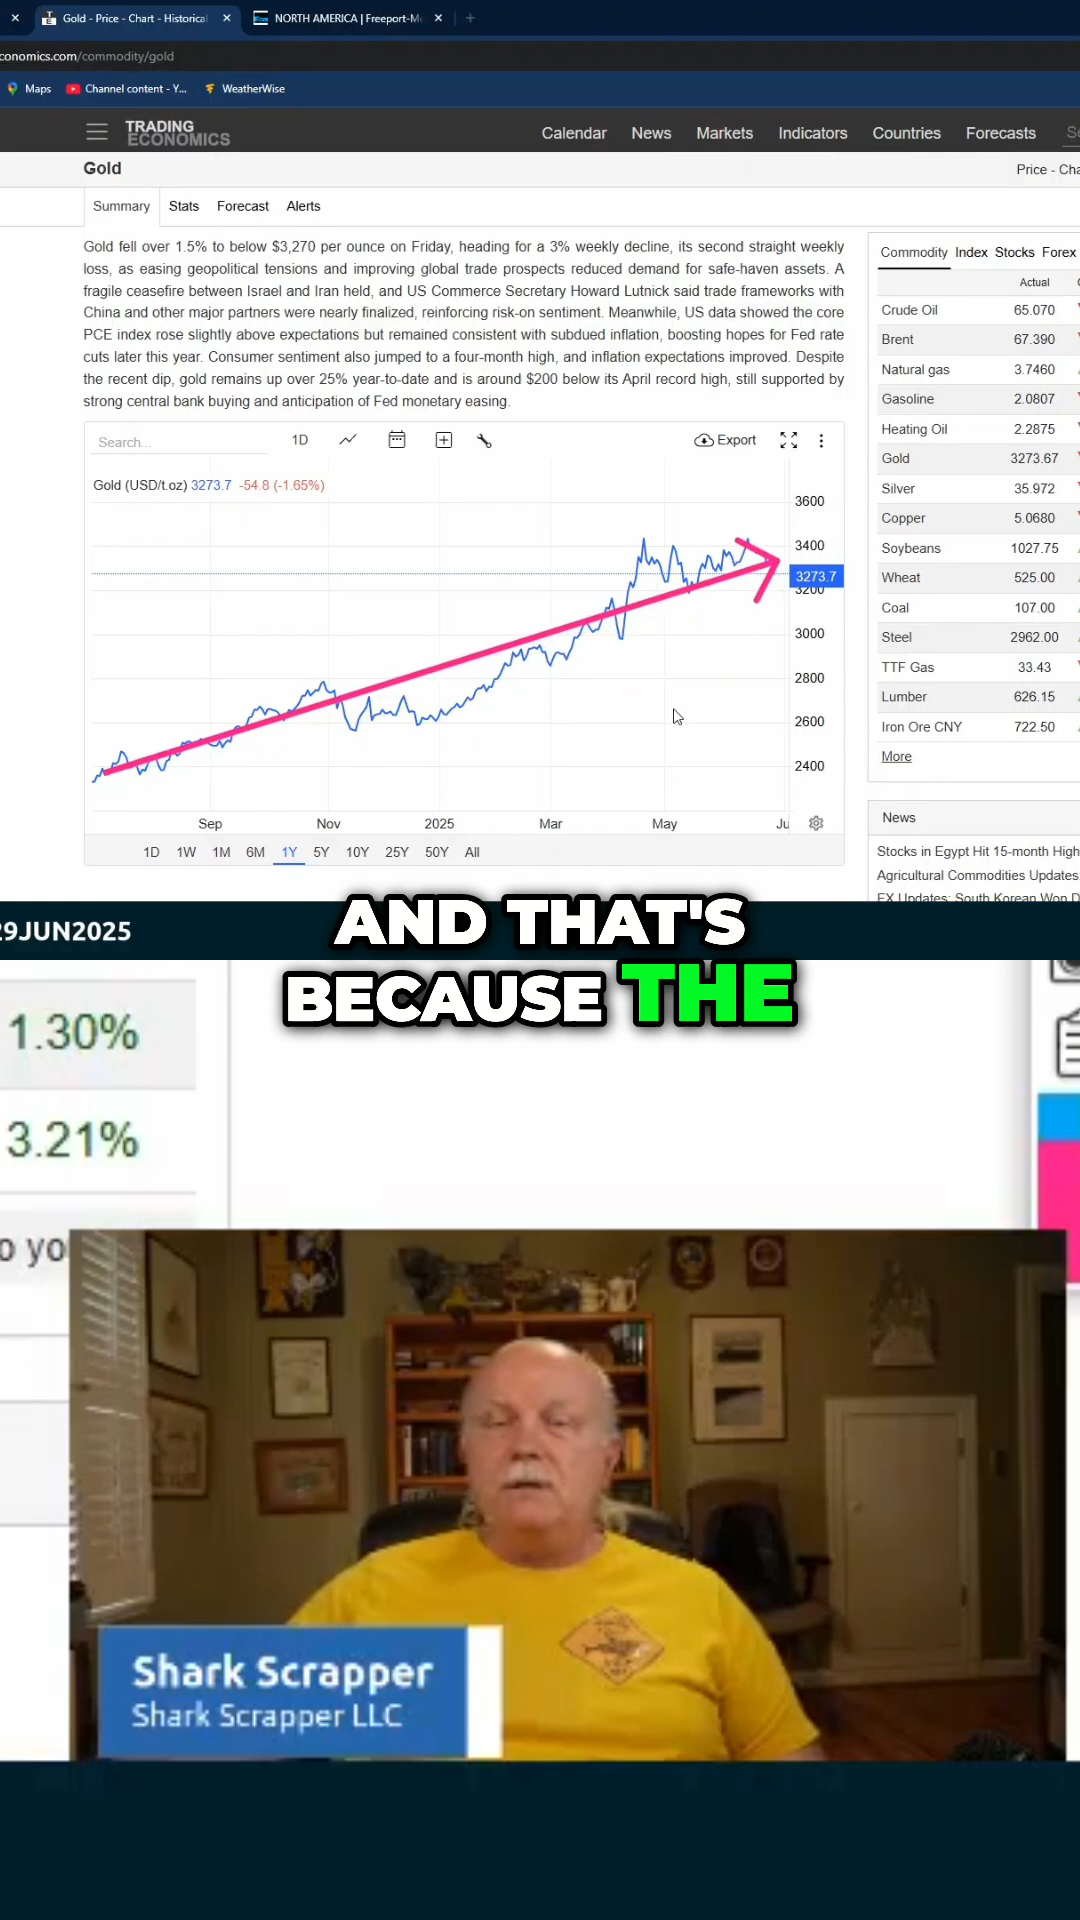 Gold - Price - Chart - Historical
NORTH AMERICA | Freeport-M
conomics.com/commodity/gold
Maps
Channel content - Y...
WeatherWise
TRADING
ECONOMICS
Calendar News Markets Indicators Countries Forecasts Se
Gold
Price - Cha
Summary Stats Forecast Alerts
Gold fell over 1.5% to below $3,270 per ounce on Friday, heading for a 3% weekly decline, its second straight weekly
loss, as easing geopolitical tensions and improving global trade prospects reduced demand for safe-haven assets. A
fragile ceasefire between Israel and Iran held, and US Commerce Secretary Howard Lutnick said trade frameworks with
China and other major partners were nearly finalized, reinforcing risk-on sentiment. Meanwhile, US data showed the core
PCE index rose slightly above expectations but remained consistent with subdued inflation, boosting hopes for Fed rate
cuts later this year. Consumer sentiment also jumped to a four-month high, and inflation expectations improved. Despite
the recent dip, gold remains up over 25% year-to-date and is around $200 below its April record high, still supported by
strong central bank buying and anticipation of Fed monetary easing.
Search...
1D
Export
Gold (USD/t.oz) 3273.7 -54.8 (-1.65%)
3600
3400
3273.7
3200
3000
2800
2600
2400
Sep Nov 2025 Mar May Ju
1D 1W 1M 6M 1Y 5Y 10Y 25Y 50Y All
Commodity Index Stocks Forex
Actual
Crude Oil 65.070
Brent 67.390
Natural gas 3.7460
Gasoline 2.0807
Heating Oil 2.2875
Gold 3273.67
Silver 35.972
Copper 5.0680
Soybeans 1027.75
Wheat 525.00
Coal 107.00
Steel 2962.00
TTF Gas 33.43
Lumber 626.15
Iron Ore CNY 722.50
More
News
Stocks in Egypt Hit 15-month High
Agricultural Commodities Updates:
FX Updates: South Korean Won D
29JUN2025
AND THAT'S
BECAUSE THE
1.30%
3.21%
o yo
Shark Scrapper
Shark Scrapper LLC